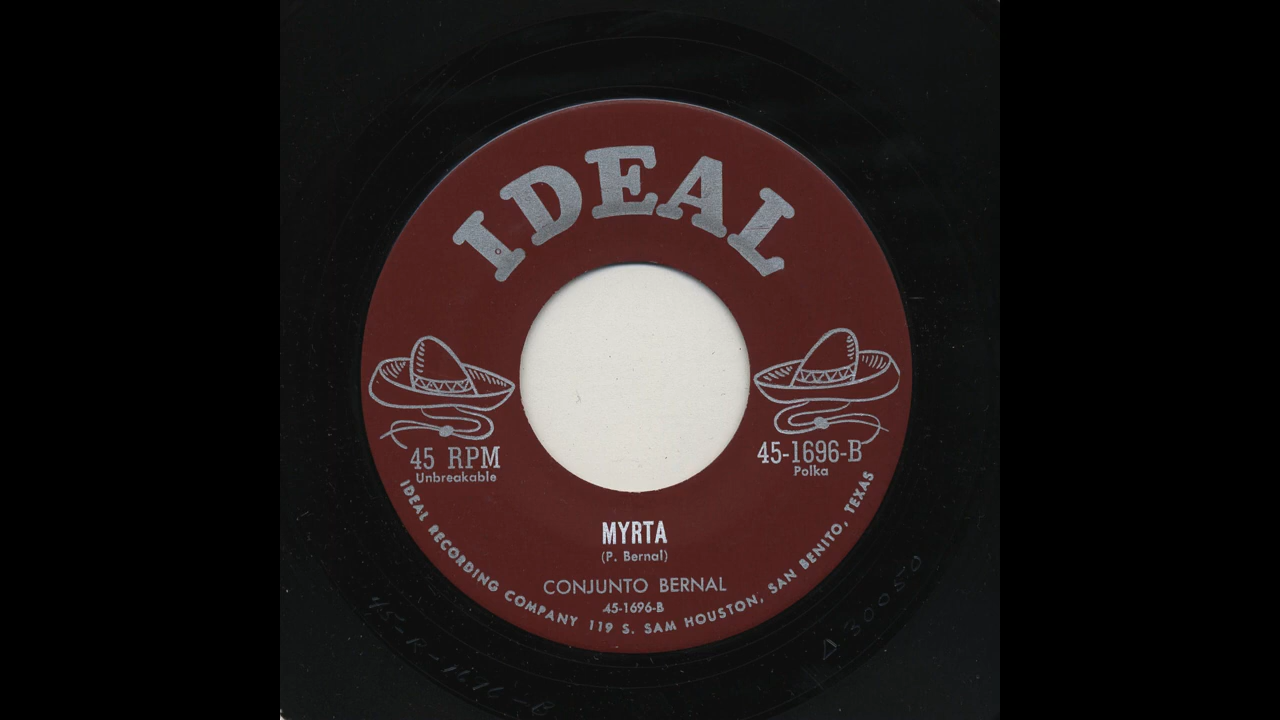 IDEAL
45 RPM
Unbreakable
45-1696-B
Polka
MYRTA
(P. Bernal)
CONJUNTO BERNAL
45-1696-B
IDEAL RECORDING COMPANY 119 S. SAM HOUSTON, SAN BENITO, TEXAS
Δ 30050